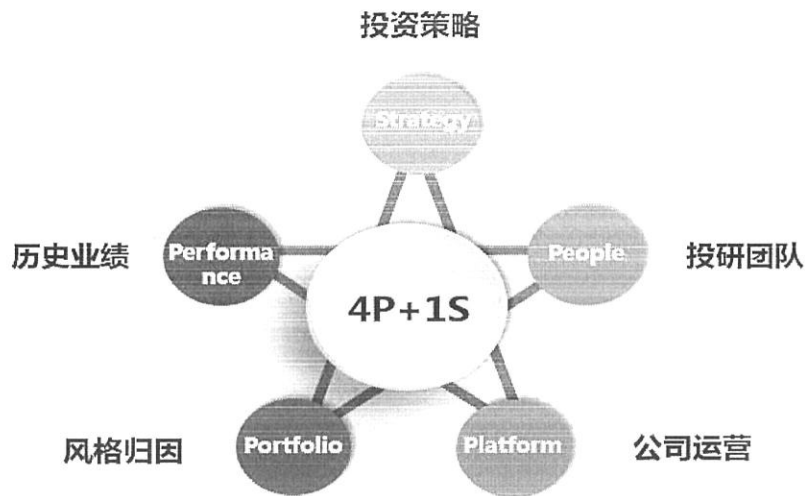 投资策略
Strategy
历史业绩
Performa
nce
People
投研团队
4P+1S
风格归因
Portfolio
Platform
公司运营